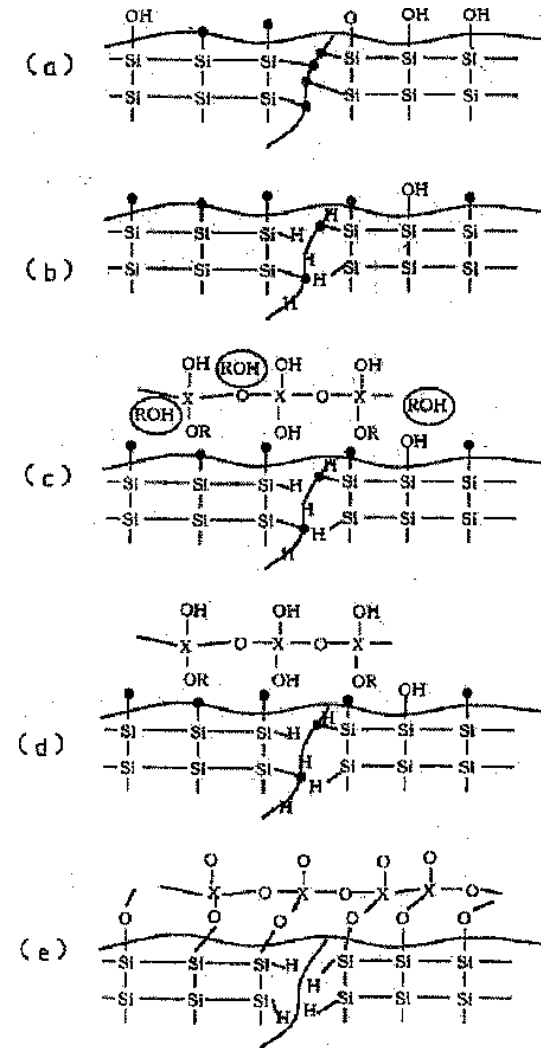 OH O OH OH
(a) Si Si Si Si Si Si
Si Si Si Si Si Si
OH
H
Si Si Si H Si Si Si
H
(b) Si Si Si H Si Si Si
H
OH ROH OH OH
X O X O X
ROH ROH
OR OH OR
OH
H
(c) Si Si Si H Si Si Si
H
Si Si Si H Si Si Si
H
OH OH OH
X O X O X
OR OH OR
OH
H
(d) Si Si Si H Si Si Si
H
Si Si Si H Si Si Si
H
O O O O
X O X O X X O
O O O O O O
(e) Si Si Si H Si Si Si
H
Si Si Si H H Si Si Si